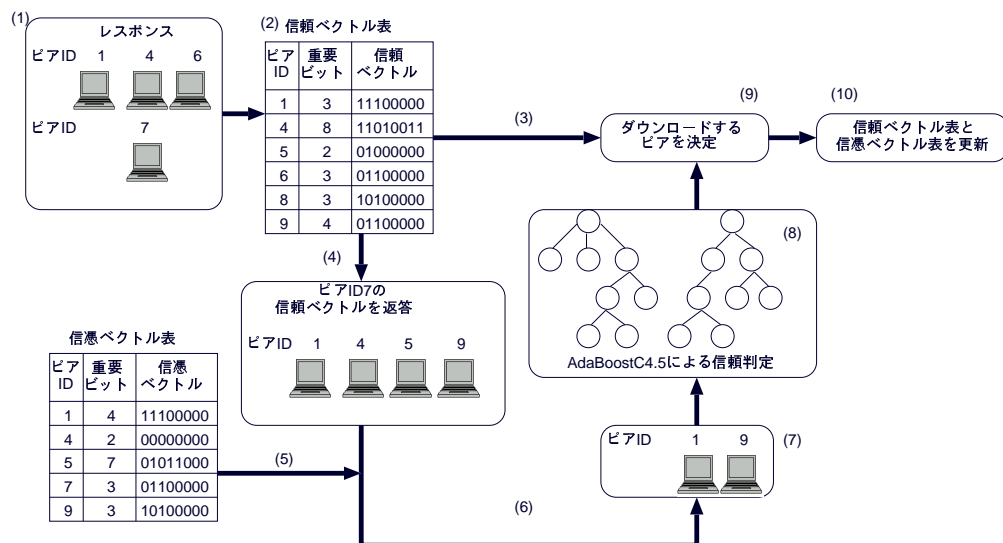 (1)
レスポンス
ピアID 1 4 6
ピアID 7
(2) 信頼ベクトル表
ピアID 重要ビット 信頼ベクトル
1 3 11100000
4 8 11010011
5 2 01000000
6 3 01100000
8 3 10100000
9 4 01100000
(3)
(9)
ダウンロードする
ピアを決定
(10)
信頼ベクトル表と
信憑ベクトル表を更新
(4)
ピアID7の
信頼ベクトルを返答
ピアID 1 4 5 9
信憑ベクトル表
ピアID 重要ビット 信憑ベクトル
1 4 11100000
4 2 00000000
5 7 01011000
7 3 01100000
9 3 10100000
(5)
(6)
(7)
ピアID 1 9
(8)
AdaBoostC4.5による信頼判定